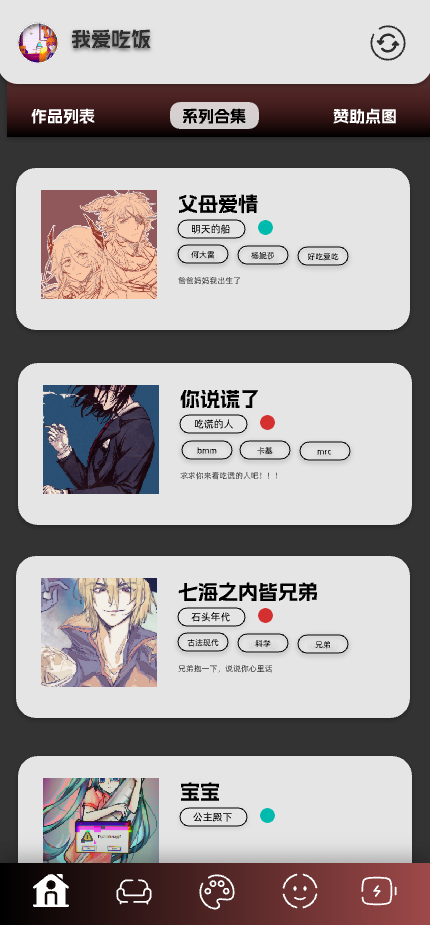 我爱吃饭
作品列表 系列合集 赞助点图
父母爱情
明天的船
何大雷 杨妮莎 好吃爱吃
爸爸妈妈我出生了
你说谎了
吃谎的人
bmm 卡基 mrc
求求你来看吃谎的人吧！！！
七海之内皆兄弟
石头年代
古法现代 科学 兄弟
兄弟抱一下，说说你心里话
宝宝
公主殿下